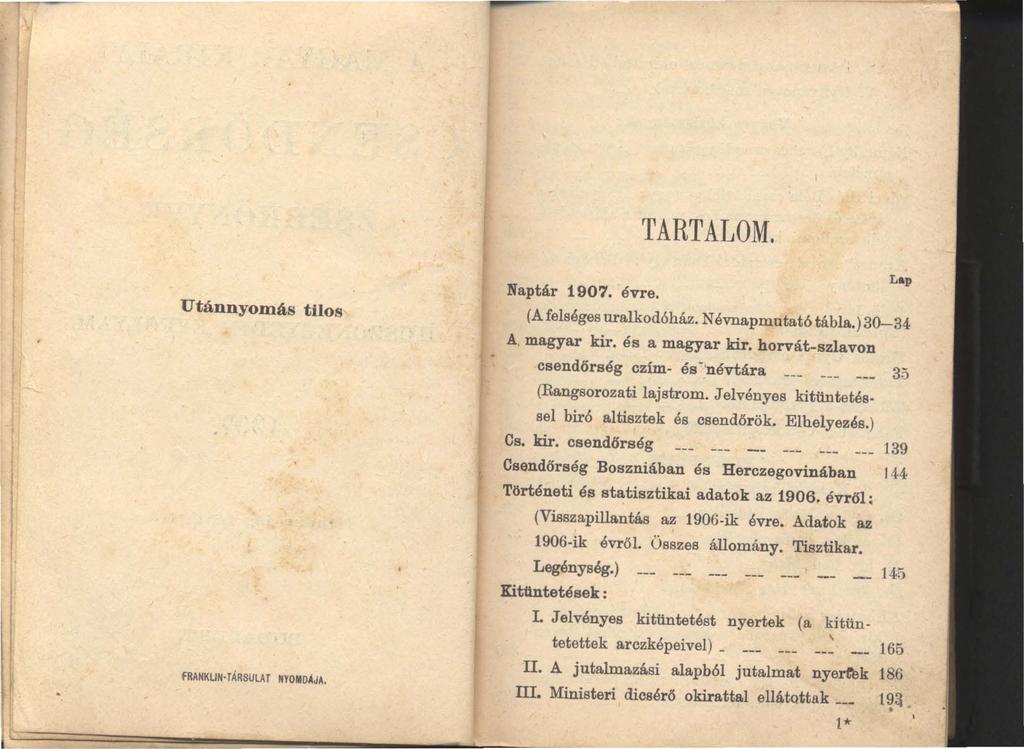 Utánnyomás tilos
FRANKLIN-TÁRSULAT NYOMDÁJA.
TARTALOM.
Lap
Naptár 1907. évre.
(A felséges uralkodóház. Névnapmutató tábla.) 30—34
A magyar kir. és a magyar kir. horvát-szlavon
csendőrség czím- és névtára 35
(Rangsorozati lajstrom. Jelvényes kitüntetés-
sel biró altisztek és csendőrök. Elhelyezés.)
Cs. kir. csendőrség 139
Csendőrség Boszniában és Herczegovinában 144
Történeti és statisztikai adatok az 1906. évről:
(Visszapillantás az 1906-ik évre. Adatok az
1906-ik évről. Összes állomány. Tisztikar.
Legénység.) 145
Kitüntetések:
I. Jelvényes kitüntetést nyertek (a kitün-
tetettek arczképeivel) 165
II. A jutalmazási alapból jutalmat nyertek 186
III. Ministeri dicsérő okirattal ellátottak 193
1*